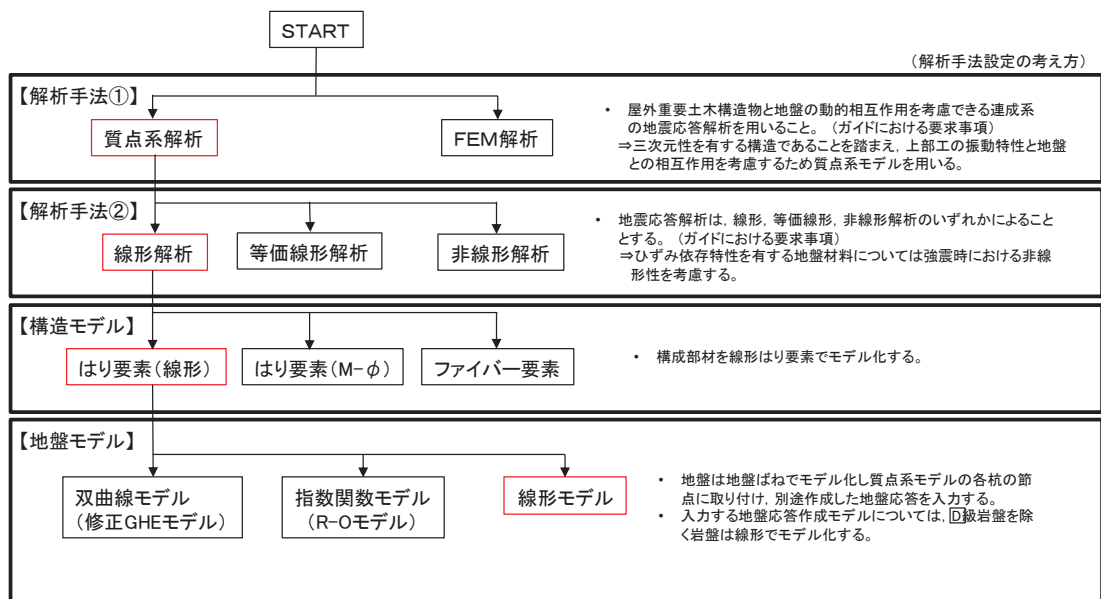 START
(解析手法設定の考え方)
【解析手法①】
質点系解析
FEM解析
・ 屋外重要土木構造物と地盤の動的相互作用を考慮できる連成系
の地震応答解析を用いること。(ガイドにおける要求事項)
⇒三次元性を有する構造であることを踏まえ,上部工の振動特性と地盤
との相互作用を考慮するため質点系モデルを用いる。
【解析手法②】
線形解析
等価線形解析
非線形解析
・ 地震応答解析は,線形,等価線形,非線形解析のいずれかによること
とする。(ガイドにおける要求事項)
⇒ひずみ依存特性を有する地盤材料については強震時における非線
形性を考慮する。
【構造モデル】
はり要素(線形)
はり要素(M-φ)
ファイバー要素
・ 構成部材を線形はり要素でモデル化する。
【地盤モデル】
双曲線モデル
(修正GHEモデル)
指数関数モデル
(R-Oモデル)
線形モデル
・ 地盤は地盤ばねでモデル化し質点系モデルの各杭の節
点に取り付け,別途作成した地盤応答を入力する。
・ 入力する地盤応答作成モデルについては,D級岩盤を除
く岩盤は線形でモデル化する。